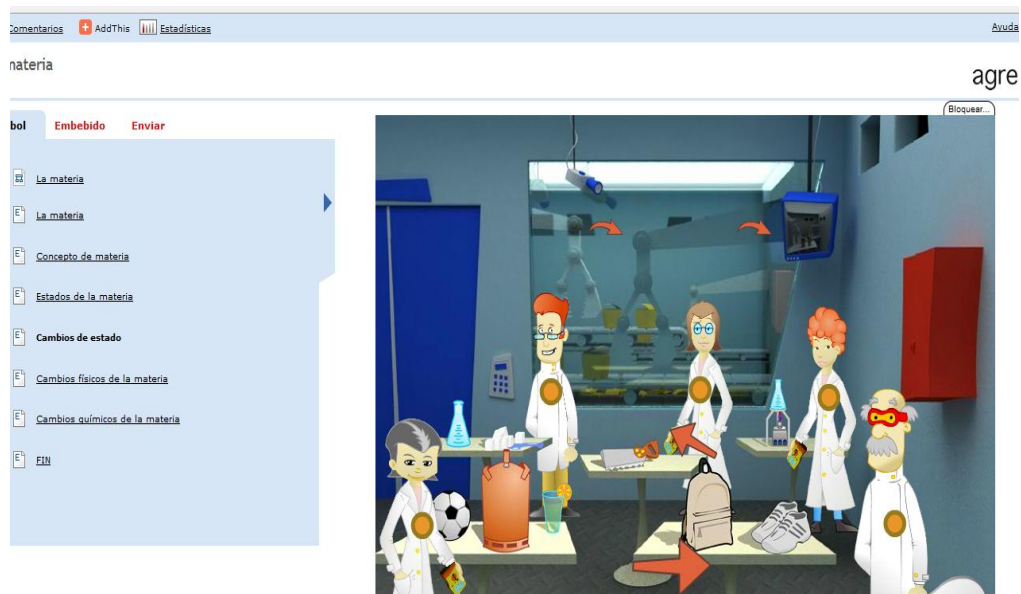 Comentarios AddThis Estadísticas Ayuda
materia
agre
Bloquear...
bol Embebido Enviar
La materia
La materia
Concepto de materia
Estados de la materia
Cambios de estado
Cambios físicos de la materia
Cambios químicos de la materia
FIN